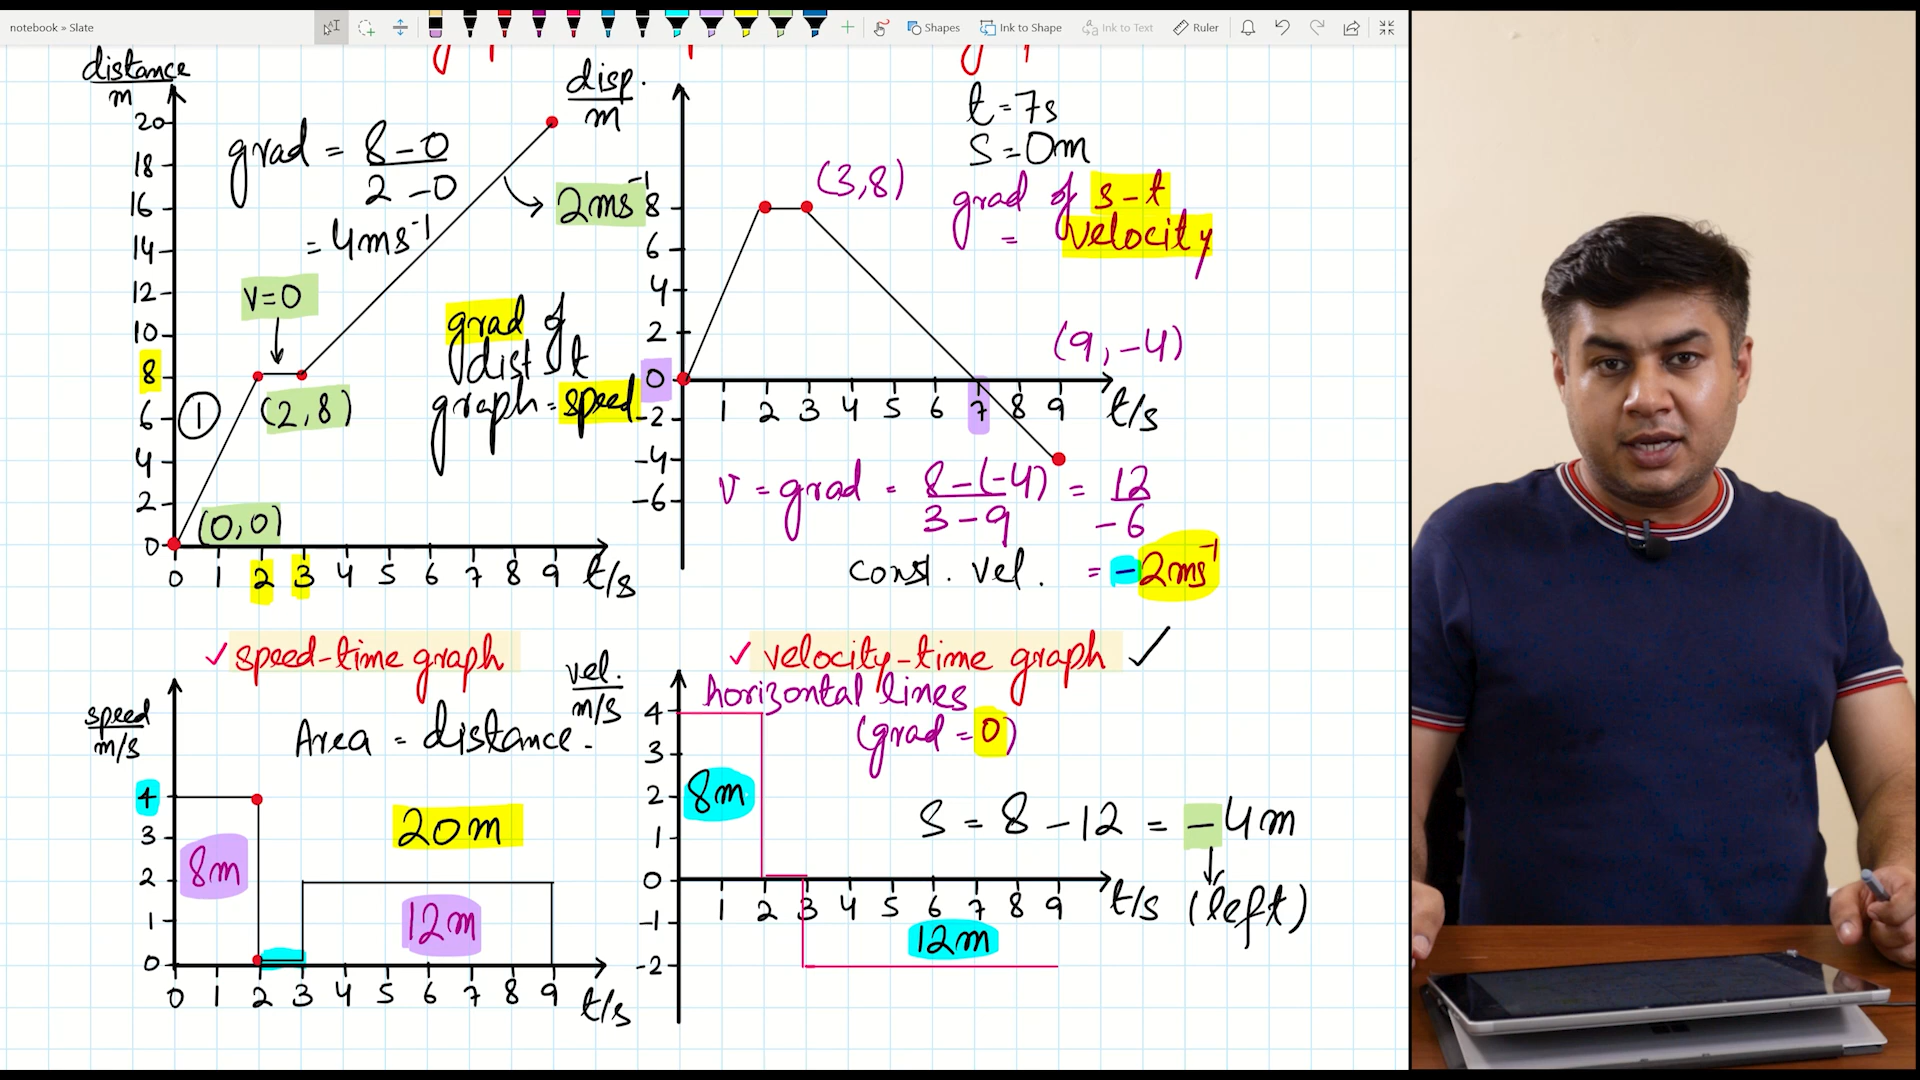 notebook » Slate
Shapes
Ink to Shape
Ink to Text
Ruler
distance
m
20
18
16
14
12
10
8
6
4
2
0
0 1 2 3 4 5 6 7 8 9 t/s
grad = 8 - 0
2 - 0
= 4ms⁻¹
2ms⁻¹
v=0
①
(2,8)
(0,0)
grad of
dist t
graph = speed
disp.
m
8
6
4
2
0
-2
-4
-6
1 2 3 4 5 6 7 8 9 t/s
(3,8)
t = 7s
s = 0m
grad of s-t
= velocity
(9,-4)
v = grad = 8-(-4) = 12
3 - 9 -6
const. vel. = -2ms⁻¹
✓ speed-time graph
speed
m/s
4
3
2
1
0
0 1 2 3 4 5 6 7 8 9 t/s
Area = distance
20m
8m
12m
✓ velocity-time graph ✓
vel.
m/s
4
3
2
1
0
-1
-2
1 2 3 4 5 6 7 8 9 t/s
horizontal lines
(grad = 0)
8m
12m
s = 8 - 12 = -4m
(left)